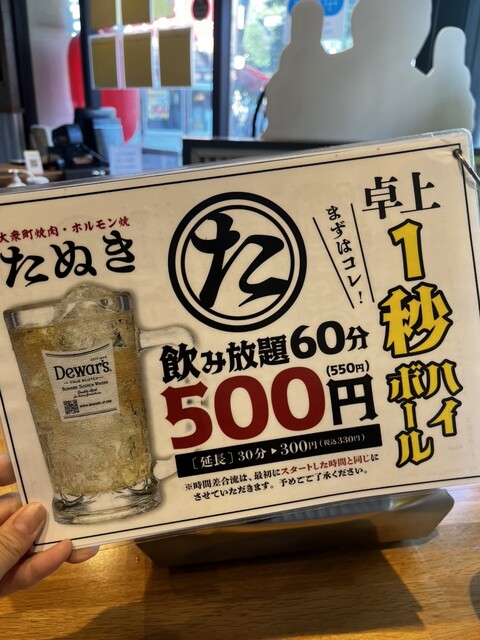 大衆町焼肉・ホルモン焼
たぬき
た
まずはコレ!
卓上
1秒
ハイボール
Dewar's
TRUE SCOTCH
飲み放題60分
500円
(550円)
[延長]30分▶300円(税込330円)
※時間差合流は、最初にスタートした時間と同じに
させていただきます。予めご了承ください。